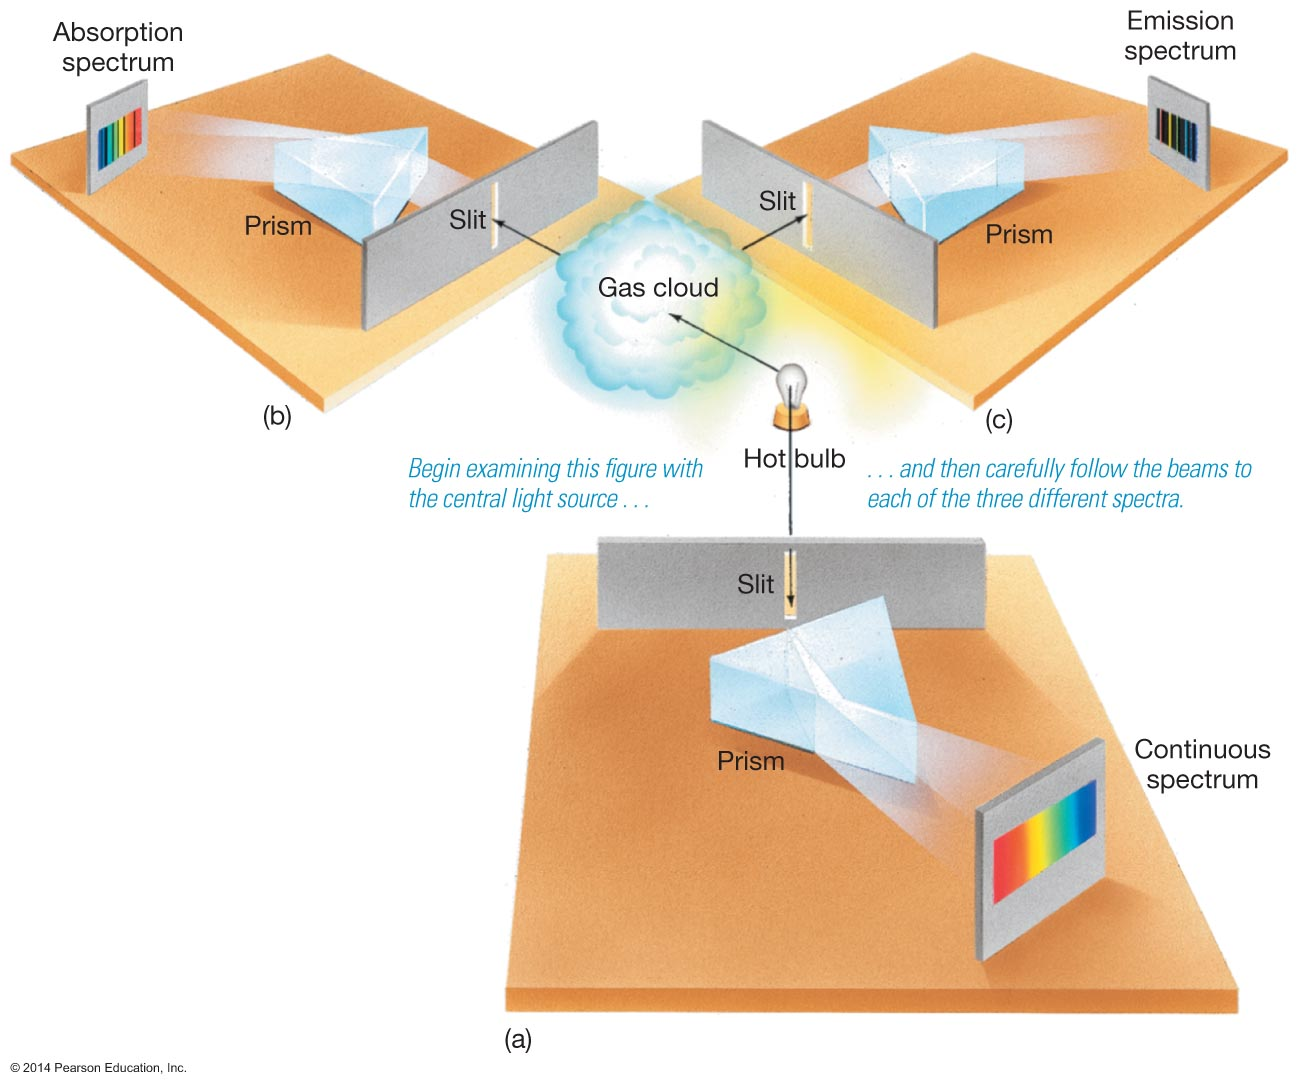 Absorption
spectrum
Emission
spectrum
Slit
Prism
Slit
Prism
Gas cloud
(b)
(c)
Hot bulb
Begin examining this figure with
the central light source . . .
. . . and then carefully follow the beams to
each of the three different spectra.
Slit
Prism
Continuous
spectrum
(a)
© 2014 Pearson Education, Inc.